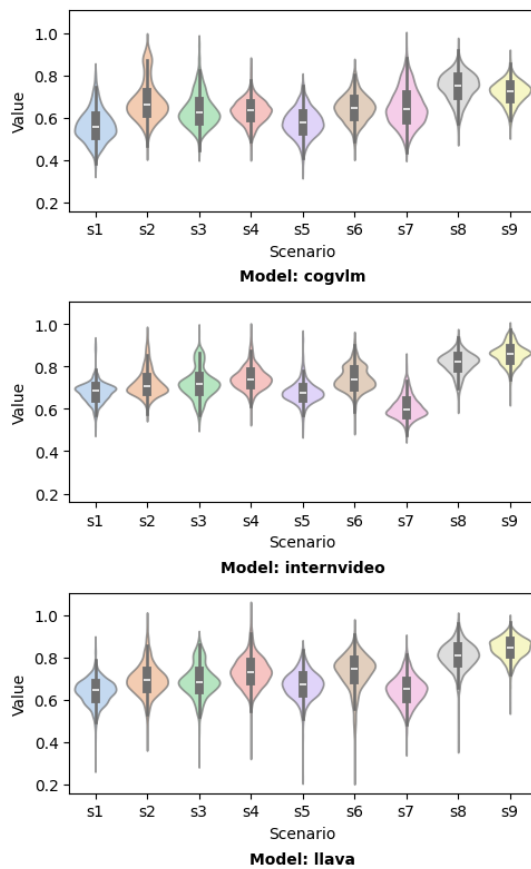 1.0
0.8
0.6
0.4
0.2
Value
s1 s2 s3 s4 s5 s6 s7 s8 s9
Scenario
Model: cogvlm
1.0
0.8
0.6
0.4
0.2
Value
s1 s2 s3 s4 s5 s6 s7 s8 s9
Scenario
Model: internvideo
1.0
0.8
0.6
0.4
0.2
Value
s1 s2 s3 s4 s5 s6 s7 s8 s9
Scenario
Model: llava